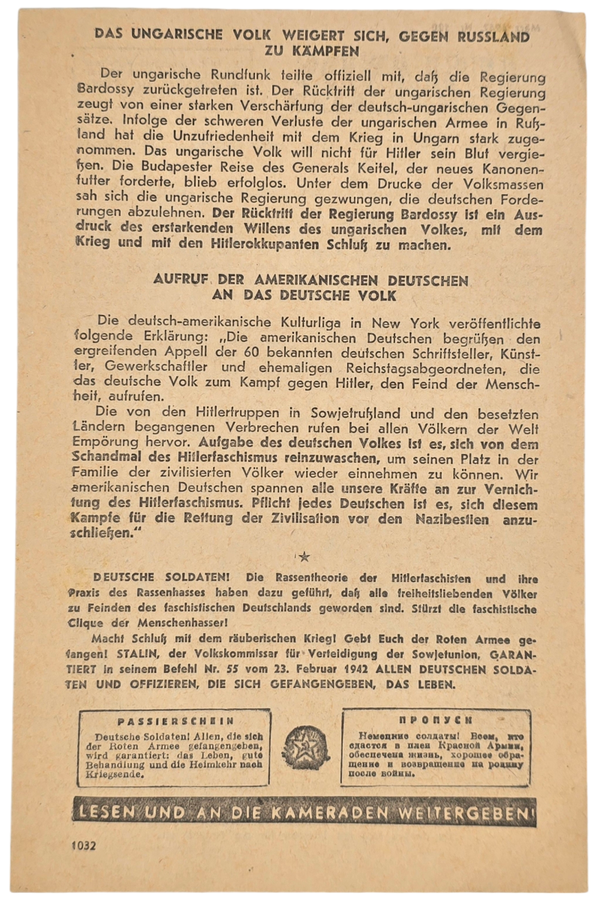 DAS UNGARISCHE VOLK WEIGERT SICH, GEGEN RUSSLAND
ZU KÄMPFEN
Der ungarische Rundfunk teilte offiziell mit, daß die Regierung
Bardossy zurückgetreten ist. Der Rücktritt der ungarischen Regierung
zeugt von einer starken Verschärfung der deutsch-ungarischen Gegen-
sätze. Infolge der schweren Verluste der ungarischen Armee in Ruß-
land hat die Unzufriedenheit mit dem Krieg in Ungarn stark zuge-
nommen. Das ungarische Volk will nicht für Hitler sein Blut vergie-
ßen. Die Budapester Reise des Generals Keitel, der neues Kanonen-
futter forderte, blieb erfolglos. Unter dem Drucke der Volksmassen
sah sich die ungarische Regierung gezwungen, die deutschen Forde-
rungen abzulehnen. Der Rücktritt der Regierung Bardossy ist ein Aus-
druck des erstarkenden Willens des ungarischen Volkes, mit dem
Krieg und mit den Hitlerokkupanten Schluß zu machen.
AUFRUF DER AMERIKANISCHEN DEUTSCHEN
AN DAS DEUTSCHE VOLK
Die deutsch-amerikanische Kulturliga in New York veröffentlichte
folgende Erklärung: „Die amerikanischen Deutschen begrüßen den
ergreifenden Appell der 60 bekannten deutschen Schriftsteller, Künst-
ler, Gewerkschaftler und ehemaligen Reichstagsabgeordneten, die
das deutsche Volk zum Kampf gegen Hitler, den Feind der Mensch-
heit, aufrufen.
Die von den Hitlertruppen in Sowjetrußland und den besetzten
Ländern begangenen Verbrechen rufen bei allen Völkern der Welt
Empörung hervor. Aufgabe des deutschen Volkes ist es, sich von dem
Schandmal des Hitlerfaschismus reinzuwaschen, um seinen Platz in der
Familie der zivilisierten Völker wieder einnehmen zu können. Wir
amerikanischen Deutschen spannen alle unsere Kräfte an zur Vernich-
tung des Hitlerfaschismus. Pflicht jedes Deutschen ist es, sich diesem
Kampfe für die Rettung der Zivilisation vor den Nazibestien anzu-
schließen."
DEUTSCHE SOLDATEN! Die Rassentheorie der Hitlerfaschisten und ihre
Praxis des Rassenhasses haben dazu geführt, daß alle freiheitsliebenden Völker
zu Feinden des faschistischen Deutschlands geworden sind. Stürzt die faschistische
Clique der Menschenhasser!
Macht Schluß mit dem räuberischen Krieg! Gebt Euch der Roten Armee ge-
fangen! STALIN, der Volkskommissar für Verteidigung der Sowjetunion, GARAN-
TIERT in seinem Befehl Nr. 55 vom 23. Februar 1942 ALLEN DEUTSCHEN SOLDA-
TEN UND OFFIZIEREN, DIE SICH GEFANGENGEBEN, DAS LEBEN.
PASSIERSCHEIN
Deutsche Soldaten! Allen, die sich
der Roten Armee gefangengeben,
wird garantiert: das Leben, gute
Behandlung und die Heimkehr nach
Kriegsende.
ПРОПУСК
Немецкие солдаты! Всем, кто
сдастся в плен Красной Армии,
обеспечена жизнь, хорошее обра-
щение и возвращение на родину
после войны.
LESEN UND AN DIE KAMERADEN WEITERGEBEN!
1032